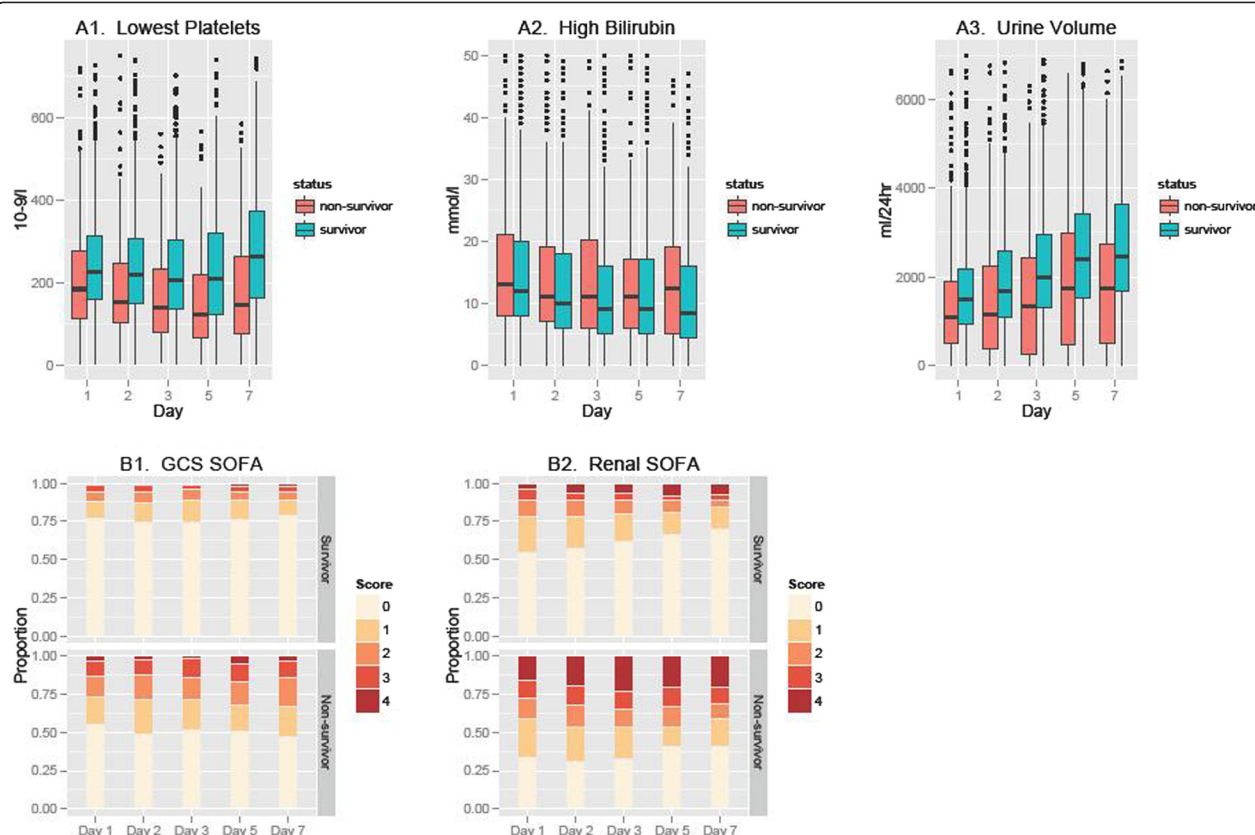 A1. Lowest Platelets
10-9/l
600
400
200
0
1 2 3 5 7
Day
status
non-survivor
survivor
A2. High Bilirubin
mmol/l
50
40
30
20
10
0
1 2 3 5 7
Day
status
non-survivor
survivor
A3. Urine Volume
ml/24hr
6000
4000
2000
0
1 2 3 5 7
Day
status
non-survivor
survivor
B1. GCS SOFA
Proportion
1.00
0.75
0.50
0.25
0.00
Survivor
1.00
0.75
0.50
0.25
0.00
Non-survivor
Day 1 Day 2 Day 3 Day 5 Day 7
Score
0
1
2
3
4
B2. Renal SOFA
Proportion
1.00
0.75
0.50
0.25
0.00
Survivor
1.00
0.75
0.50
0.25
0.00
Non-survivor
Day 1 Day 2 Day 3 Day 5 Day 7
Score
0
1
2
3
4